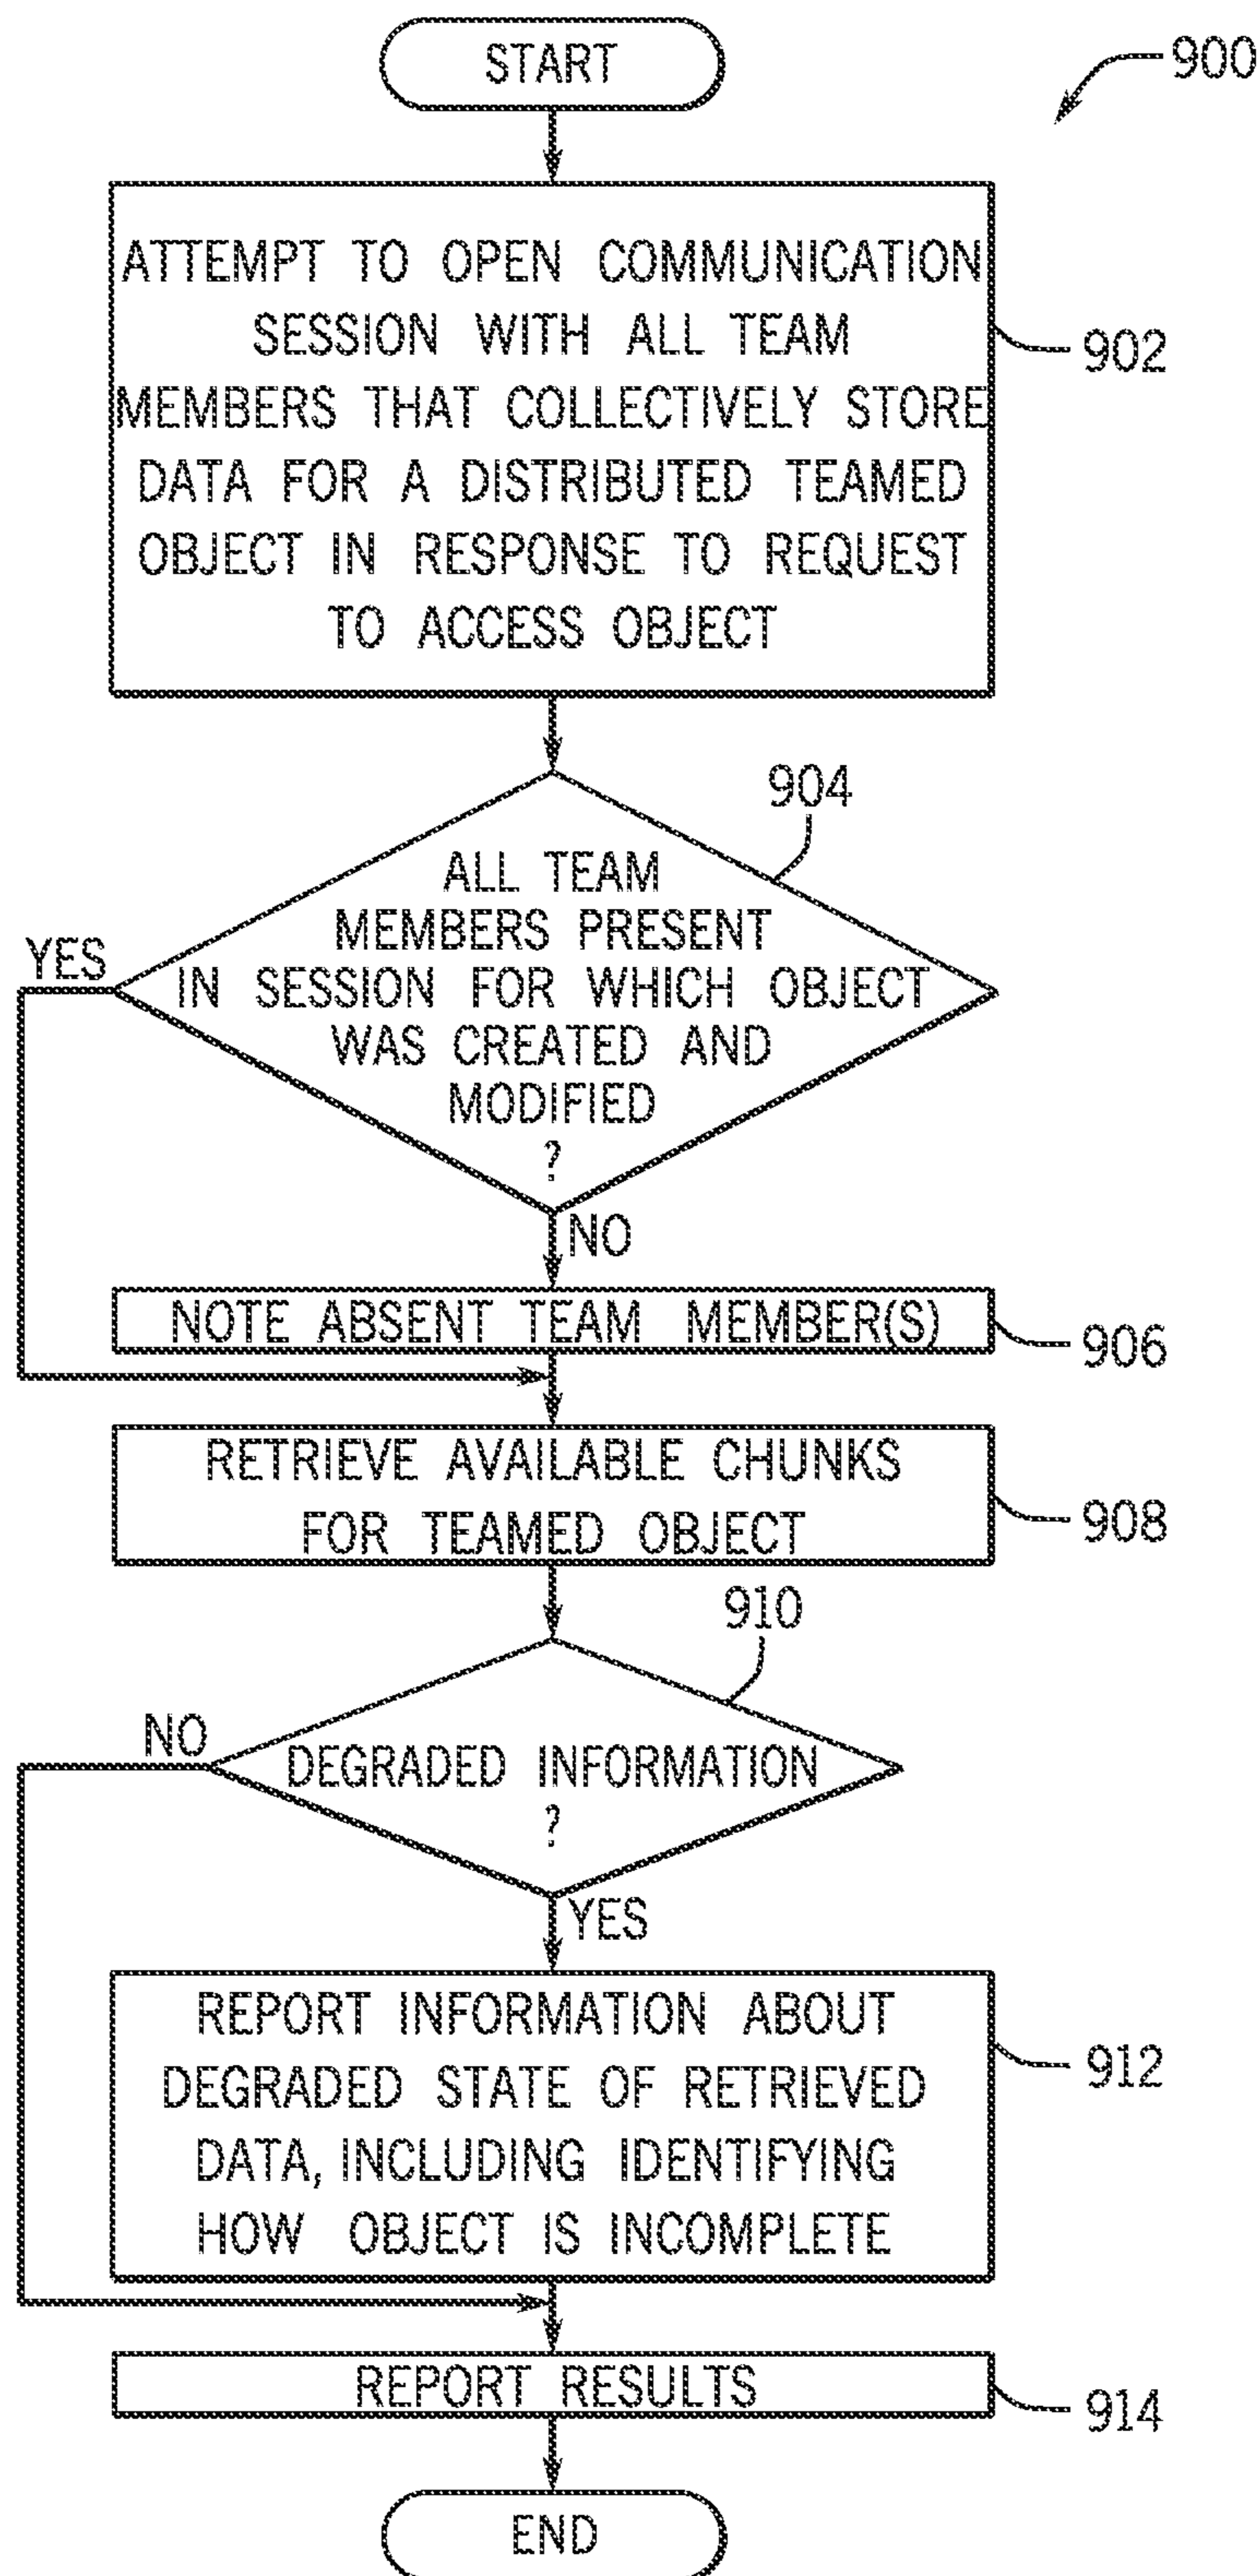 START
900
ATTEMPT TO OPEN COMMUNICATION
SESSION WITH ALL TEAM
MEMBERS THAT COLLECTIVELY STORE
DATA FOR A DISTRIBUTED TEAMED
OBJECT IN RESPONSE TO REQUEST
TO ACCESS OBJECT
902
904
ALL TEAM
MEMBERS PRESENT
IN SESSION FOR WHICH OBJECT
WAS CREATED AND
MODIFIED
?
YES
NO
NOTE ABSENT TEAM MEMBER(S)
906
RETRIEVE AVAILABLE CHUNKS
FOR TEAMED OBJECT
908
910
NO
DEGRADED INFORMATION
?
YES
REPORT INFORMATION ABOUT
DEGRADED STATE OF RETRIEVED
DATA, INCLUDING IDENTIFYING
HOW OBJECT IS INCOMPLETE
912
REPORT RESULTS
914
END